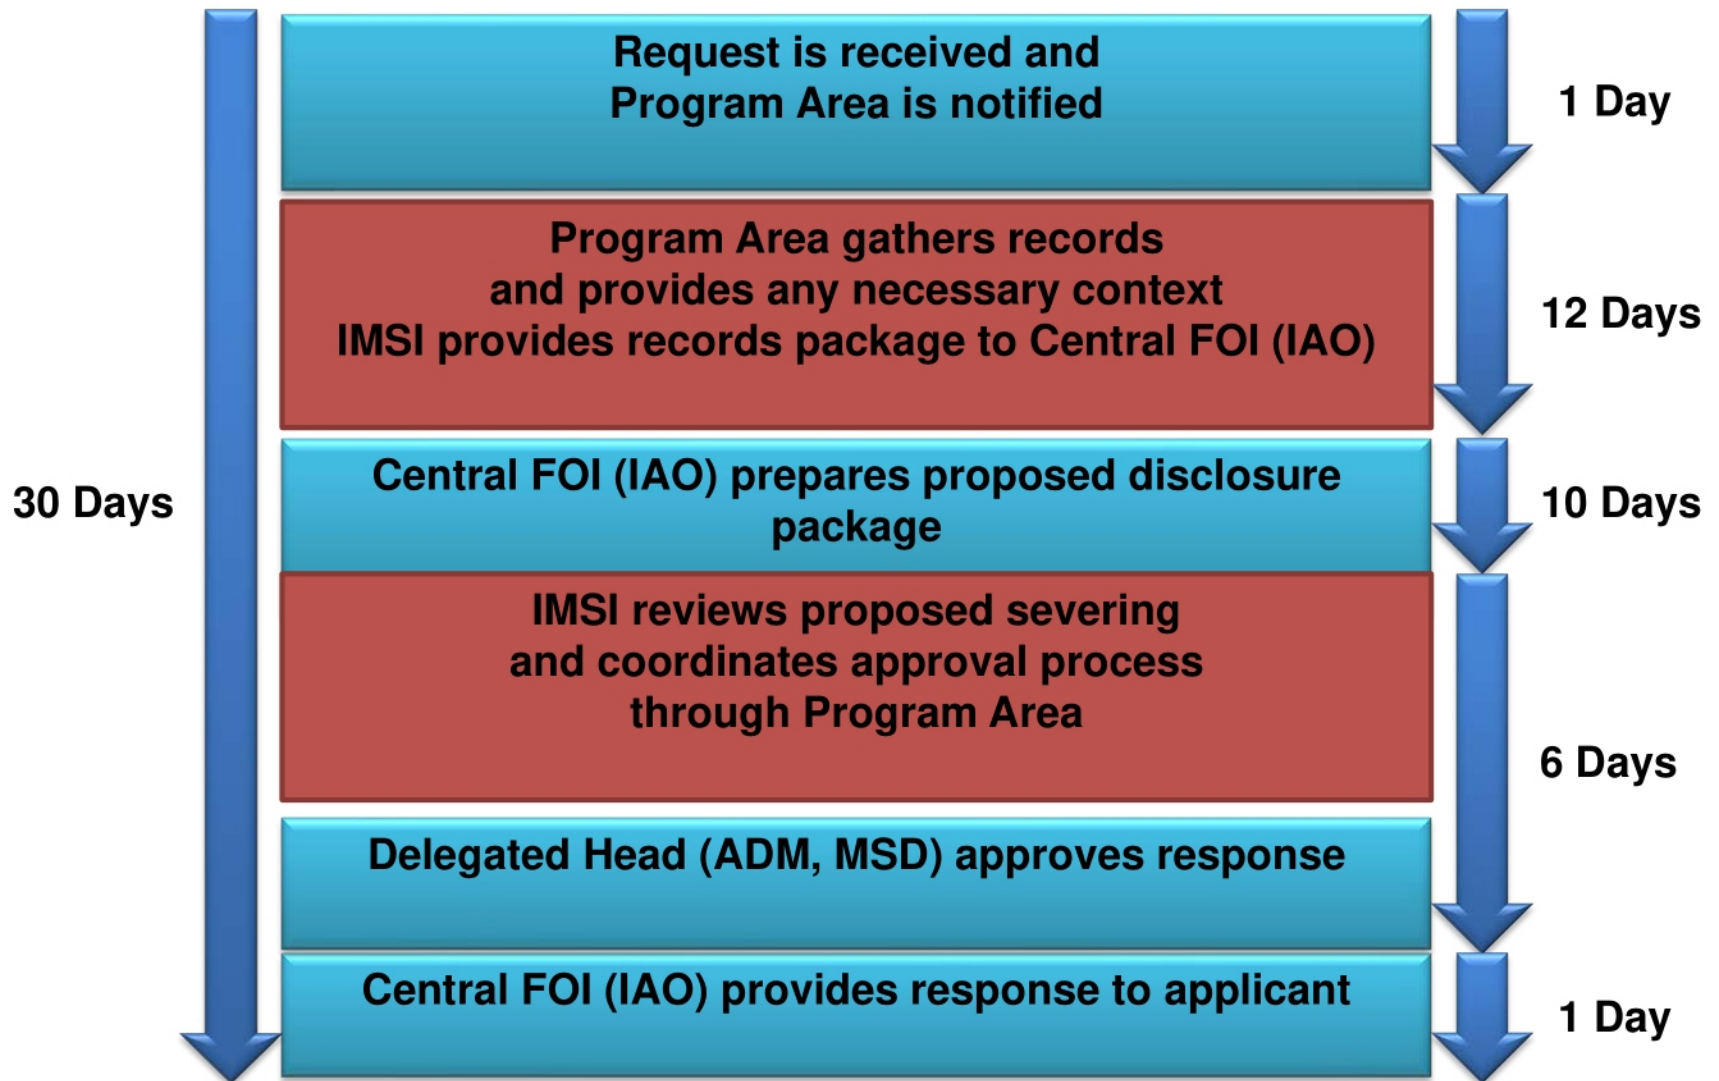 Request is received and
Program Area is notified
1 Day
Program Area gathers records
and provides any necessary context
IMSI provides records package to Central FOI (IAO)
12 Days
Central FOI (IAO) prepares proposed disclosure
package
10 Days
30 Days
IMSI reviews proposed severing
and coordinates approval process
through Program Area
6 Days
Delegated Head (ADM, MSD) approves response
Central FOI (IAO) provides response to applicant
1 Day